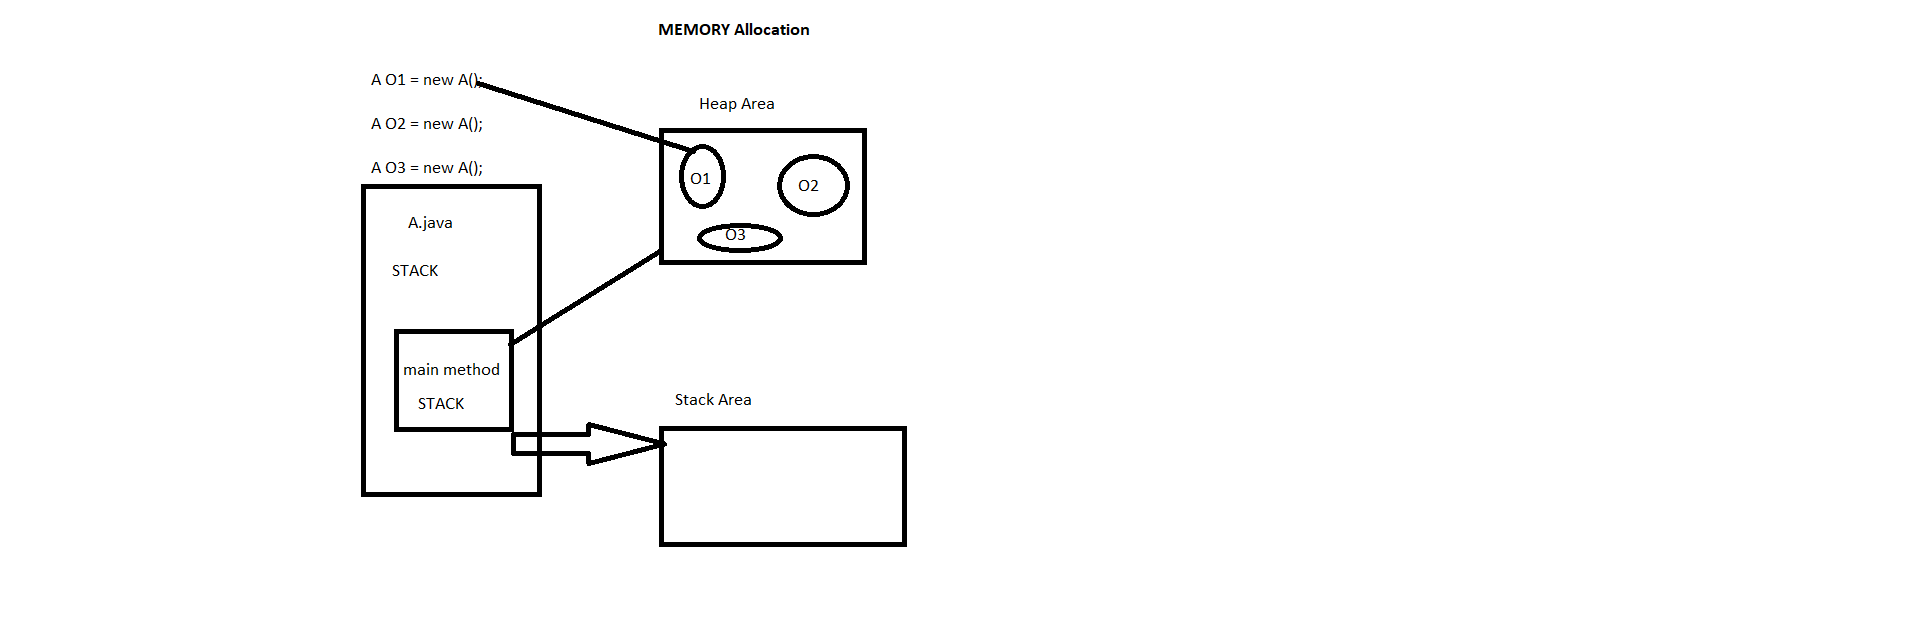 MEMORY Allocation
A O1 = new A();
Heap Area
A O2 = new A();
A O3 = new A();
O1
O2
O3
A.java
STACK
main method
STACK
Stack Area